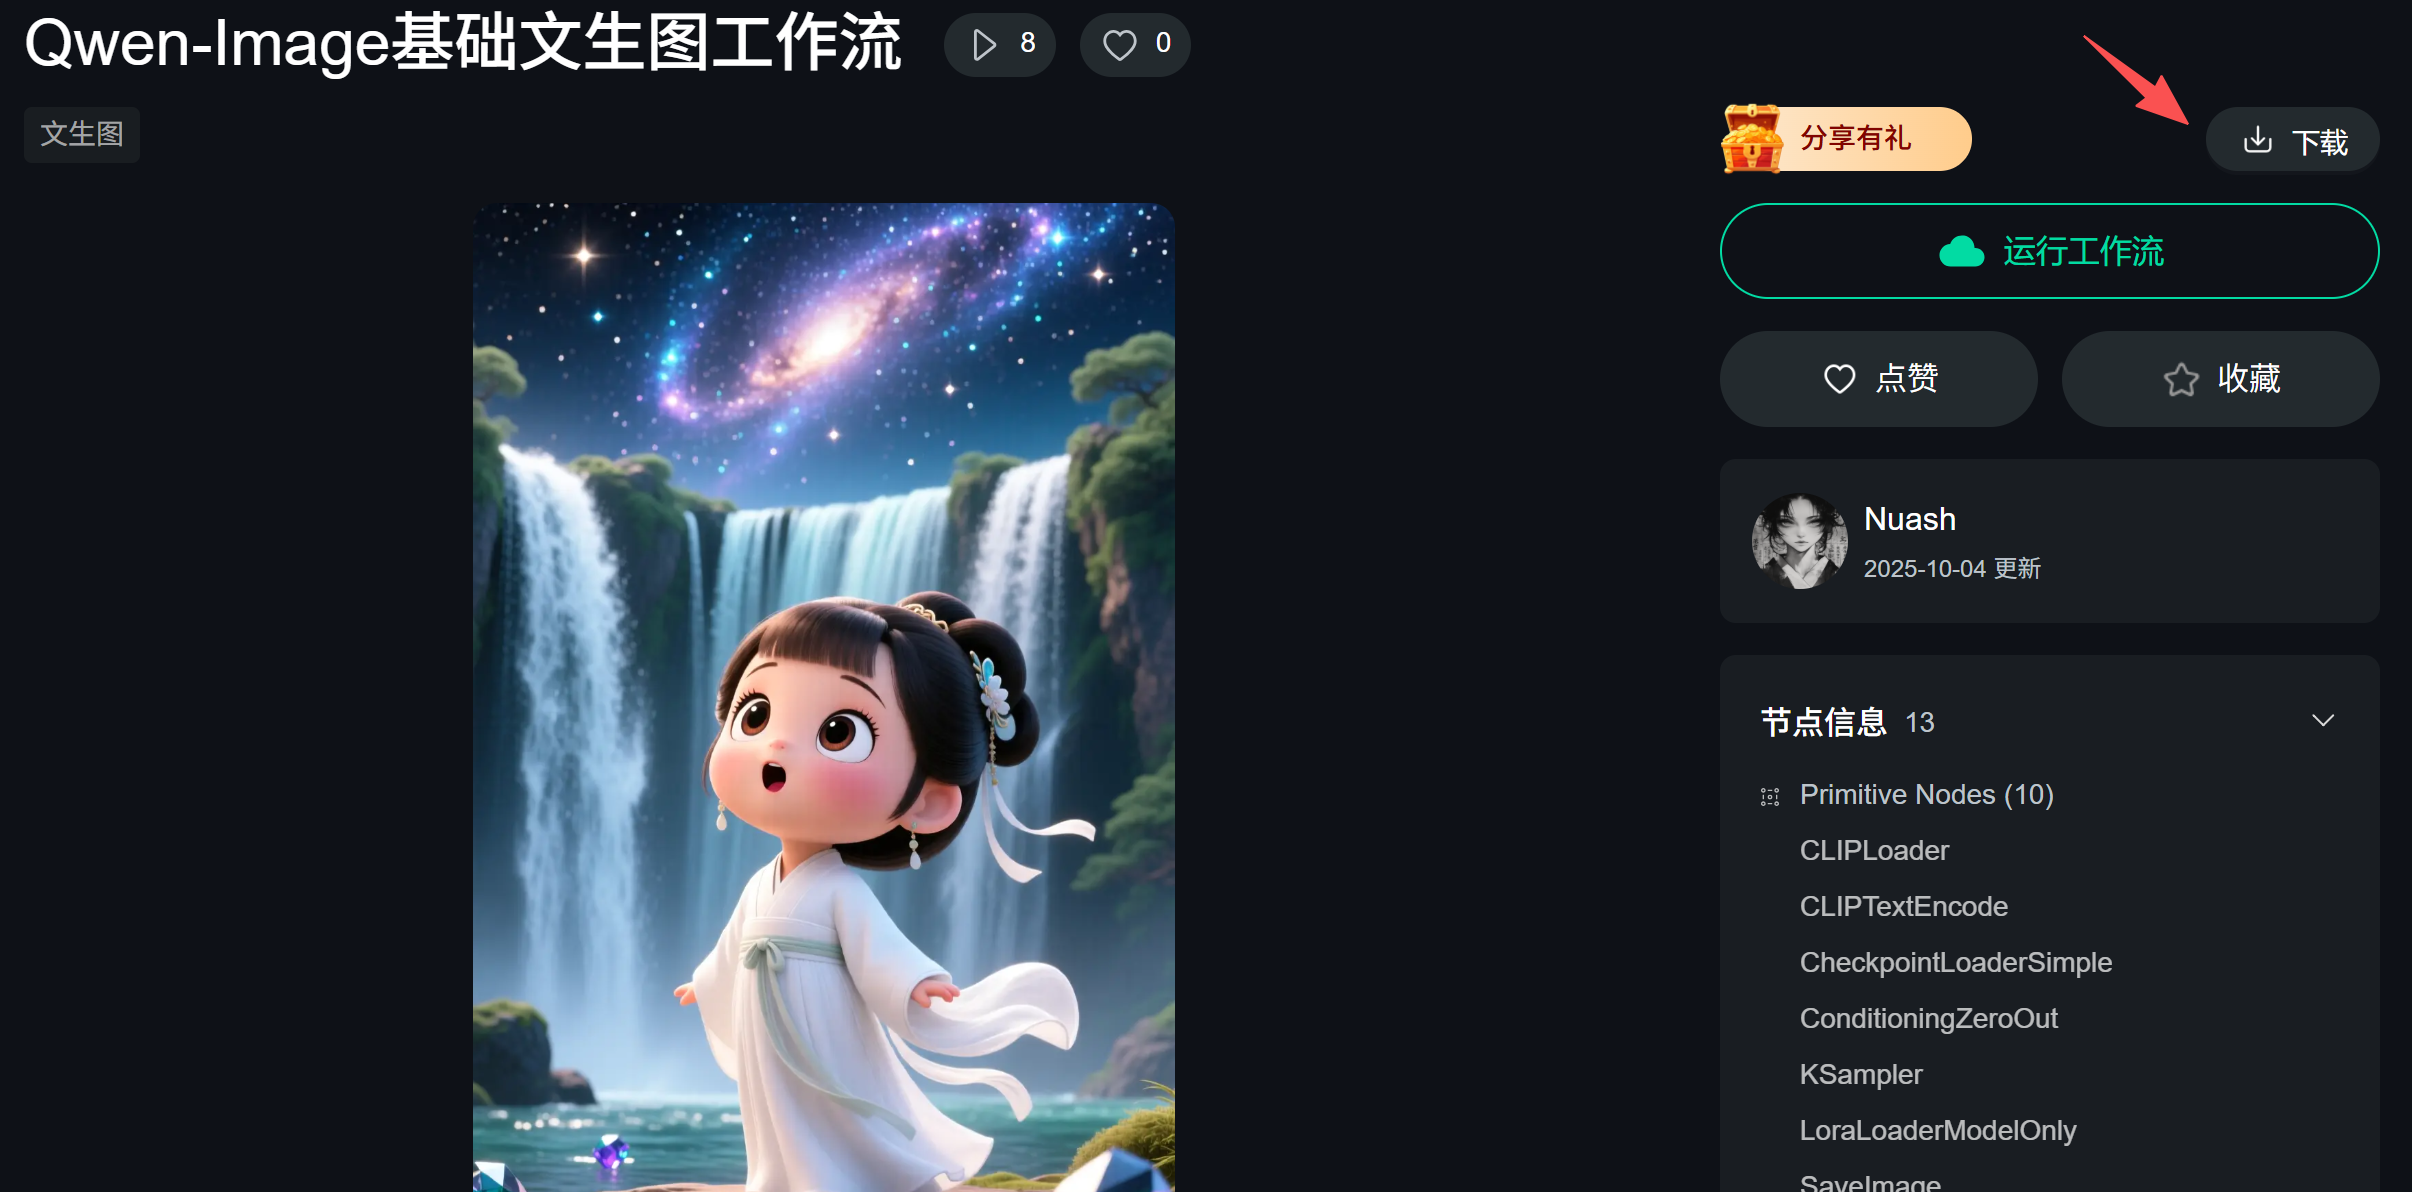 Qwen-Image基础文生图工作流
8
0
文生图
分享有礼
下载
运行工作流
点赞
收藏
Nuash
2025-10-04 更新
节点信息 13
Primitive Nodes (10)
CLIPLoader
CLIPTextEncode
CheckpointLoaderSimple
ConditioningZeroOut
KSampler
LoraLoaderModelOnly
SaveImage